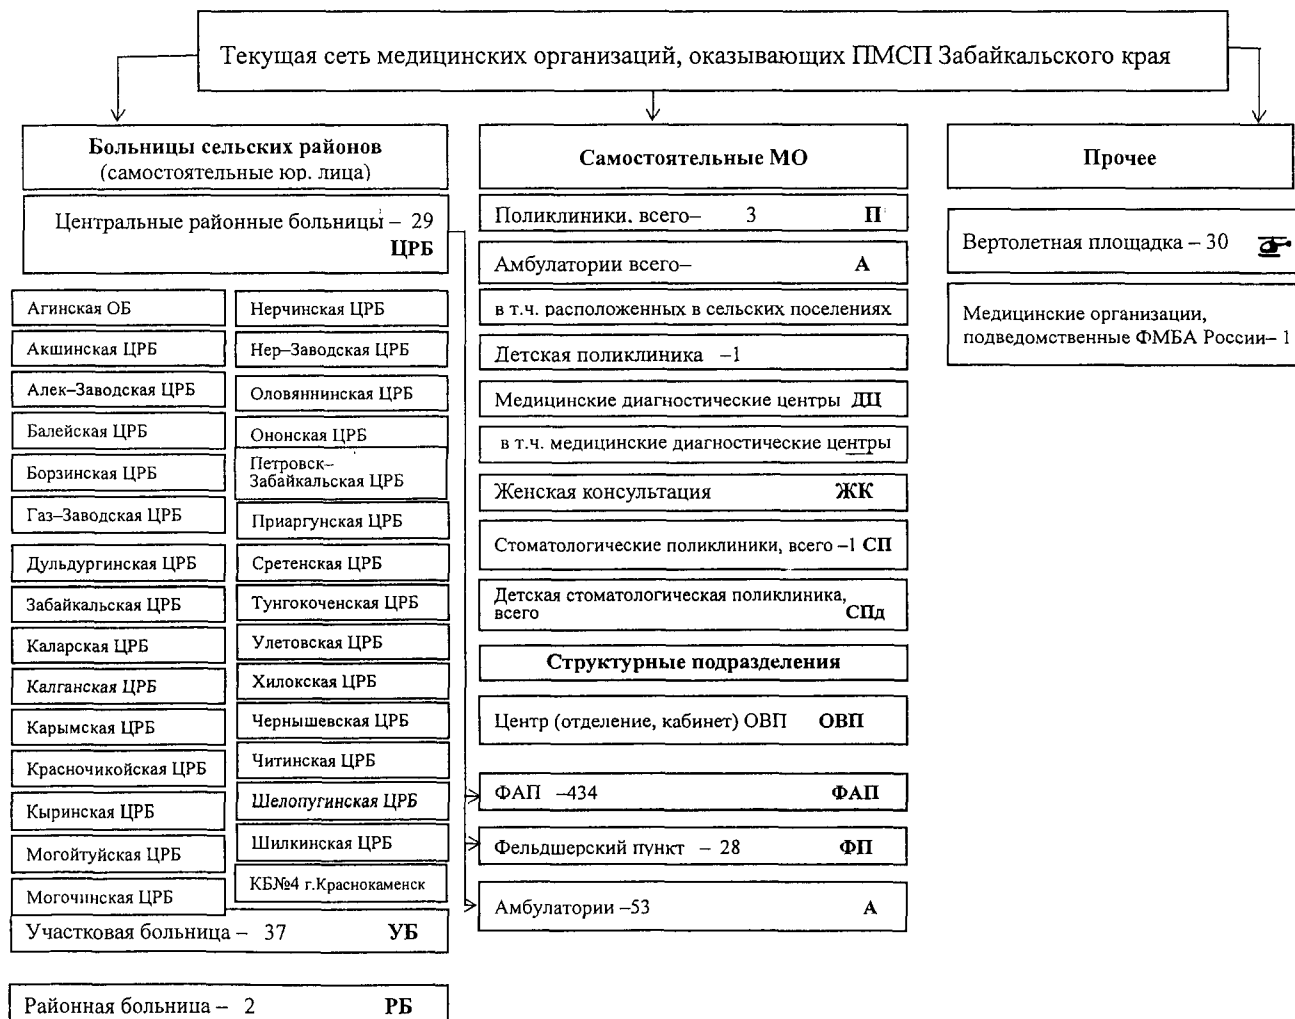 Текущая сеть медицинских организаций, оказывающих ПМСП Забайкальского края
Больницы сельских районов
(самостоятельные юр. лица)
Центральные районные больницы – 29
ЦРБ
Агинская ОБ
Акшинская ЦРБ
Алек–Заводская ЦРБ
Балейская ЦРБ
Борзинская ЦРБ
Газ–Заводская ЦРБ
Дульдургинская ЦРБ
Забайкальская ЦРБ
Каларская ЦРБ
Калганская ЦРБ
Карымская ЦРБ
Красночикойская ЦРБ
Кыринская ЦРБ
Могойтуйская ЦРБ
Могочинская ЦРБ
Нерчинская ЦРБ
Нер–Заводская ЦРБ
Оловяннинская ЦРБ
Ононская ЦРБ
Петровск–
Забайкальская ЦРБ
Приаргунская ЦРБ
Сретенская ЦРБ
Тунгокоченская ЦРБ
Улетовская ЦРБ
Хилокская ЦРБ
Чернышевская ЦРБ
Читинская ЦРБ
Шелопугинская ЦРБ
Шилкинская ЦРБ
КБ№4 г.Краснокаменск
Участковая больница – 37 УБ
Районная больница – 2 РБ
Самостоятельные МО
Поликлиники, всего– 3 П
Амбулатории всего– А
в т.ч. расположенных в сельских поселениях
Детская поликлиника –1
Медицинские диагностические центры ДЦ
в т.ч. медицинские диагностические центры
Женская консультация ЖК
Стоматологические поликлиники, всего –1 СП
Детская стоматологическая поликлиника,
всего СПд
Структурные подразделения
Центр (отделение, кабинет) ОВП ОВП
ФАП –434 ФАП
Фельдшерский пункт – 28 ФП
Амбулатории –53 А
Прочее
Вертолетная площадка – 30
Медицинские организации,
подведомственные ФМБА России– 1